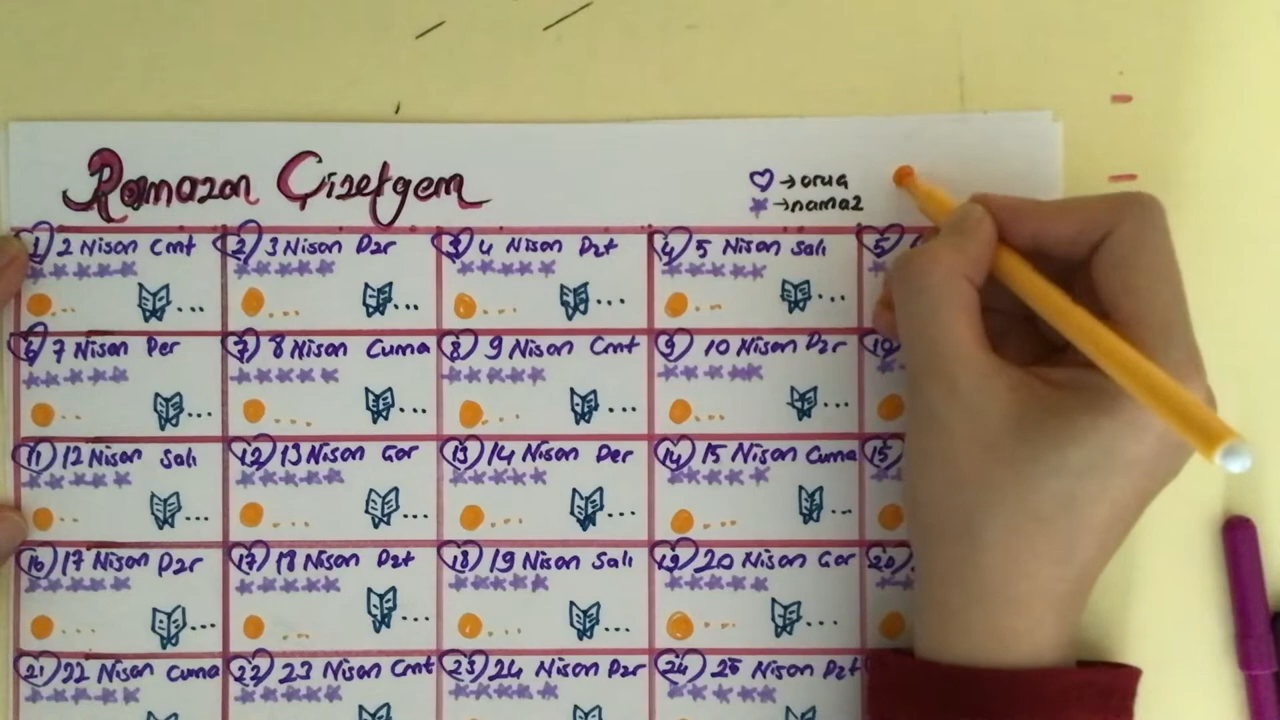 Ramazan Çizelgem
→oruç
→namaz
1 2 Nisan Cmt
2 3 Nisan Pzr
3 4 Nisan Pzt
4 5 Nisan Salı
5
6 7 Nisan Per
7 8 Nisan Cuma
8 9 Nisan Cmt
9 10 Nisan Pzr
10
11 12 Nisan Salı
12 13 Nisan Çar
13 14 Nisan Per
14 15 Nisan Cuma
15
16 17 Nisan Pzr
17 18 Nisan Pzt
18 19 Nisan Salı
19 20 Nisan Çar
20
21 22 Nisan Cuma
22 23 Nisan Cmt
23 24 Nisan Pzr
24 25 Nisan Pzt